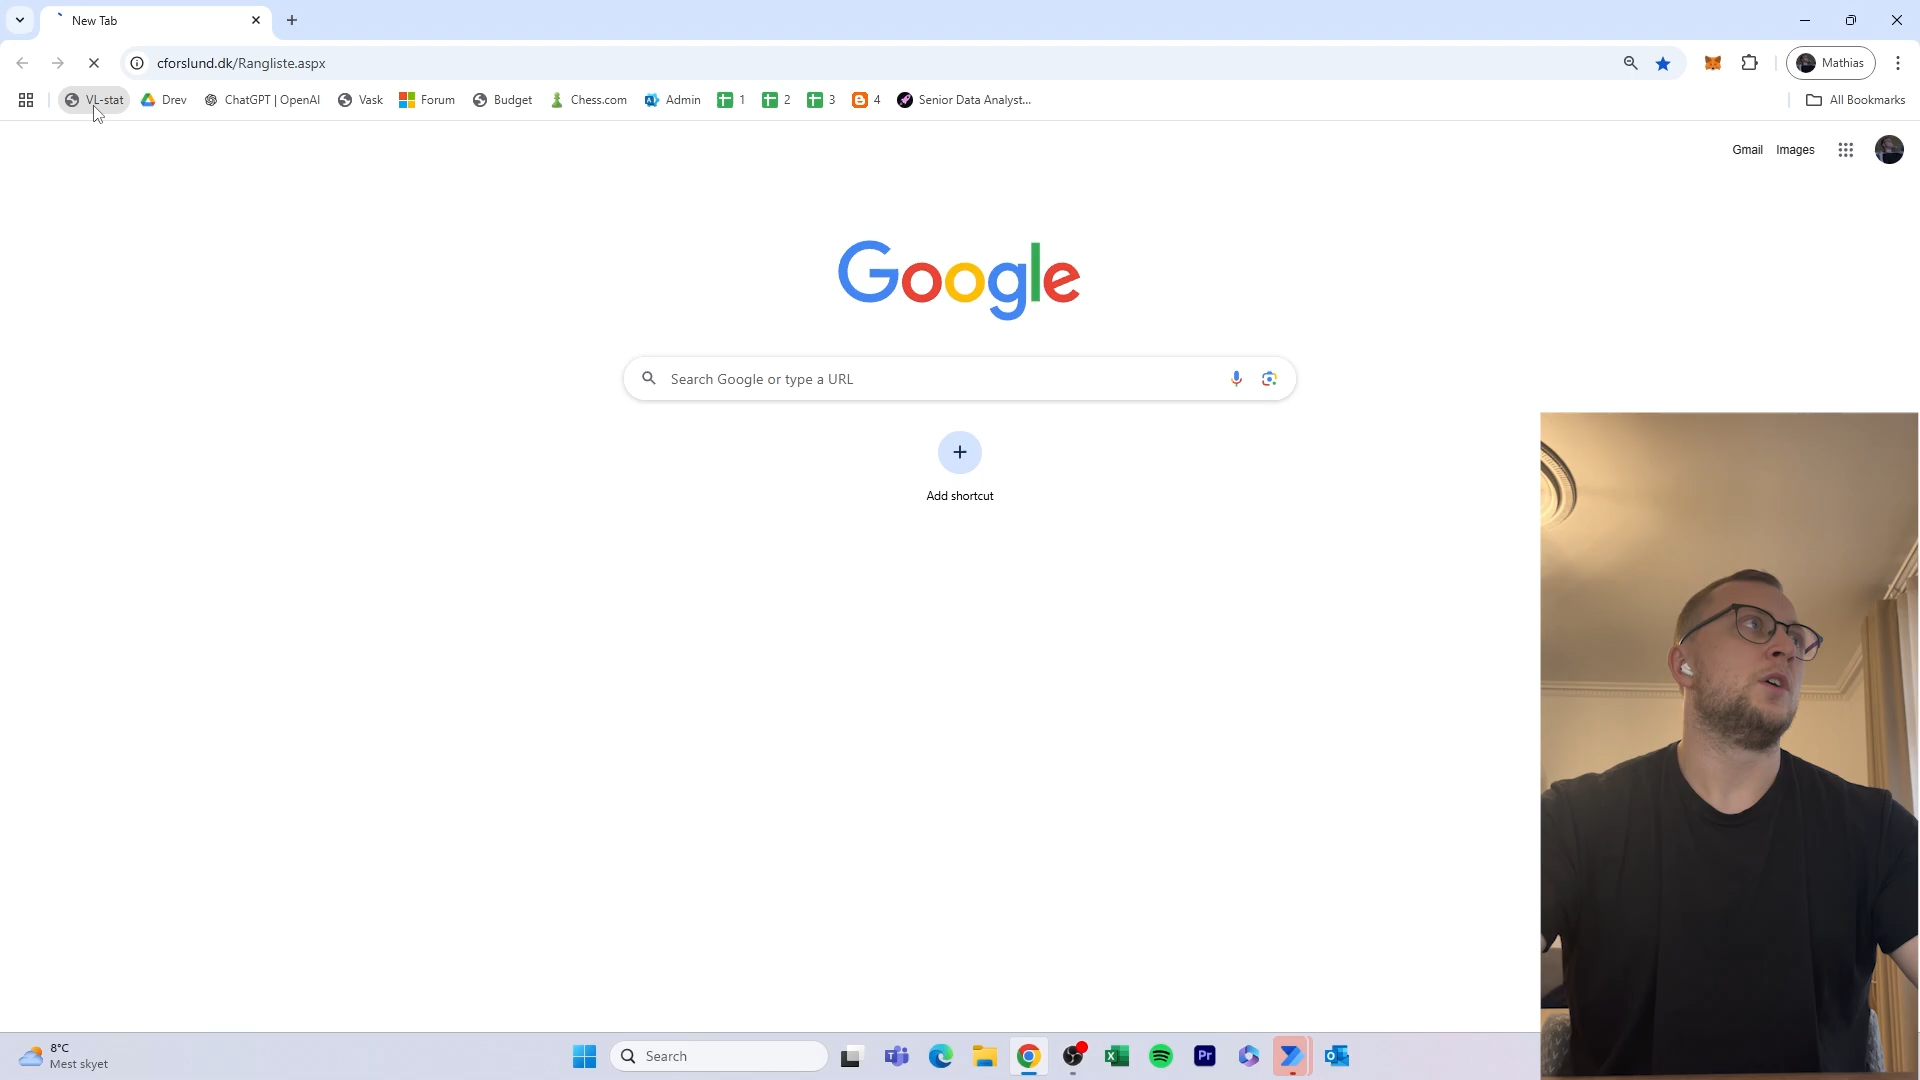 New Tab
cforslund.dk/Rangliste.aspx
Mathias
VL-stat
Drev
ChatGPT | OpenAI
Vask
Forum
Budget
Chess.com
Admin
1
2
3
4
Senior Data Analyst...
All Bookmarks
Gmail
Images
Google
Search Google or type a URL
Add shortcut
8°C
Mest skyet
Search
Pr